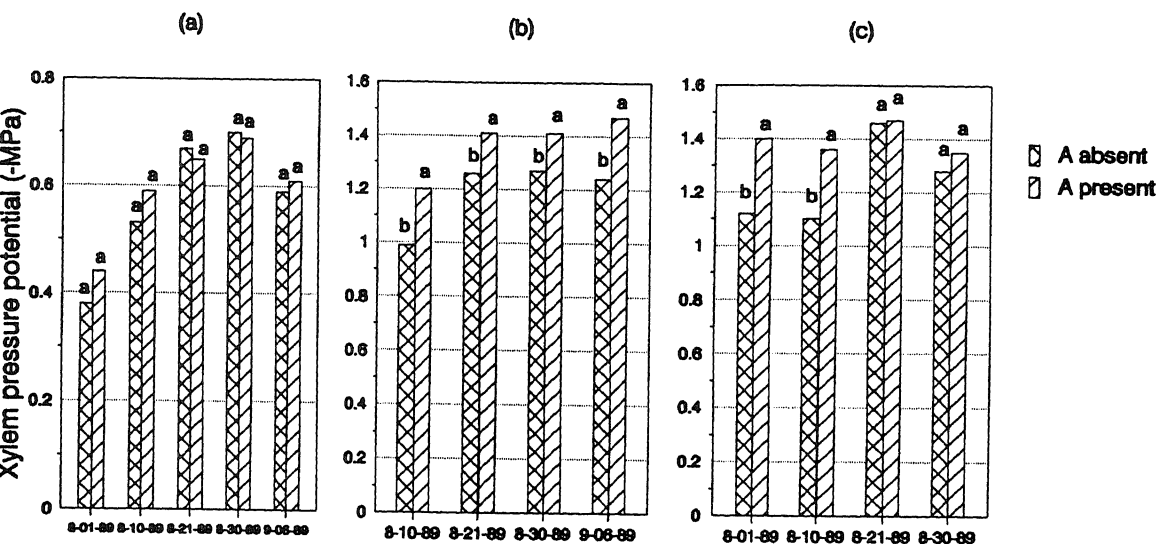 (a)
(b)
(c)
Xylem pressure potential (-MPa)
0.8
0.6
0.4
0.2
0
a a
a a
a a
a a
a a
8-01-89 8-10-89 8-21-89 8-30-89 9-06-89
1.6
1.4
1.2
1
0.8
0.6
0.4
0.2
0
b a
b a
b a
b a
8-10-89 8-21-89 8-30-89 9-06-89
1.6
1.4
1.2
1
0.8
0.6
0.4
0.2
0
b a
b a
a a
a a
8-01-89 8-10-89 8-21-89 8-30-89
A absent
A present